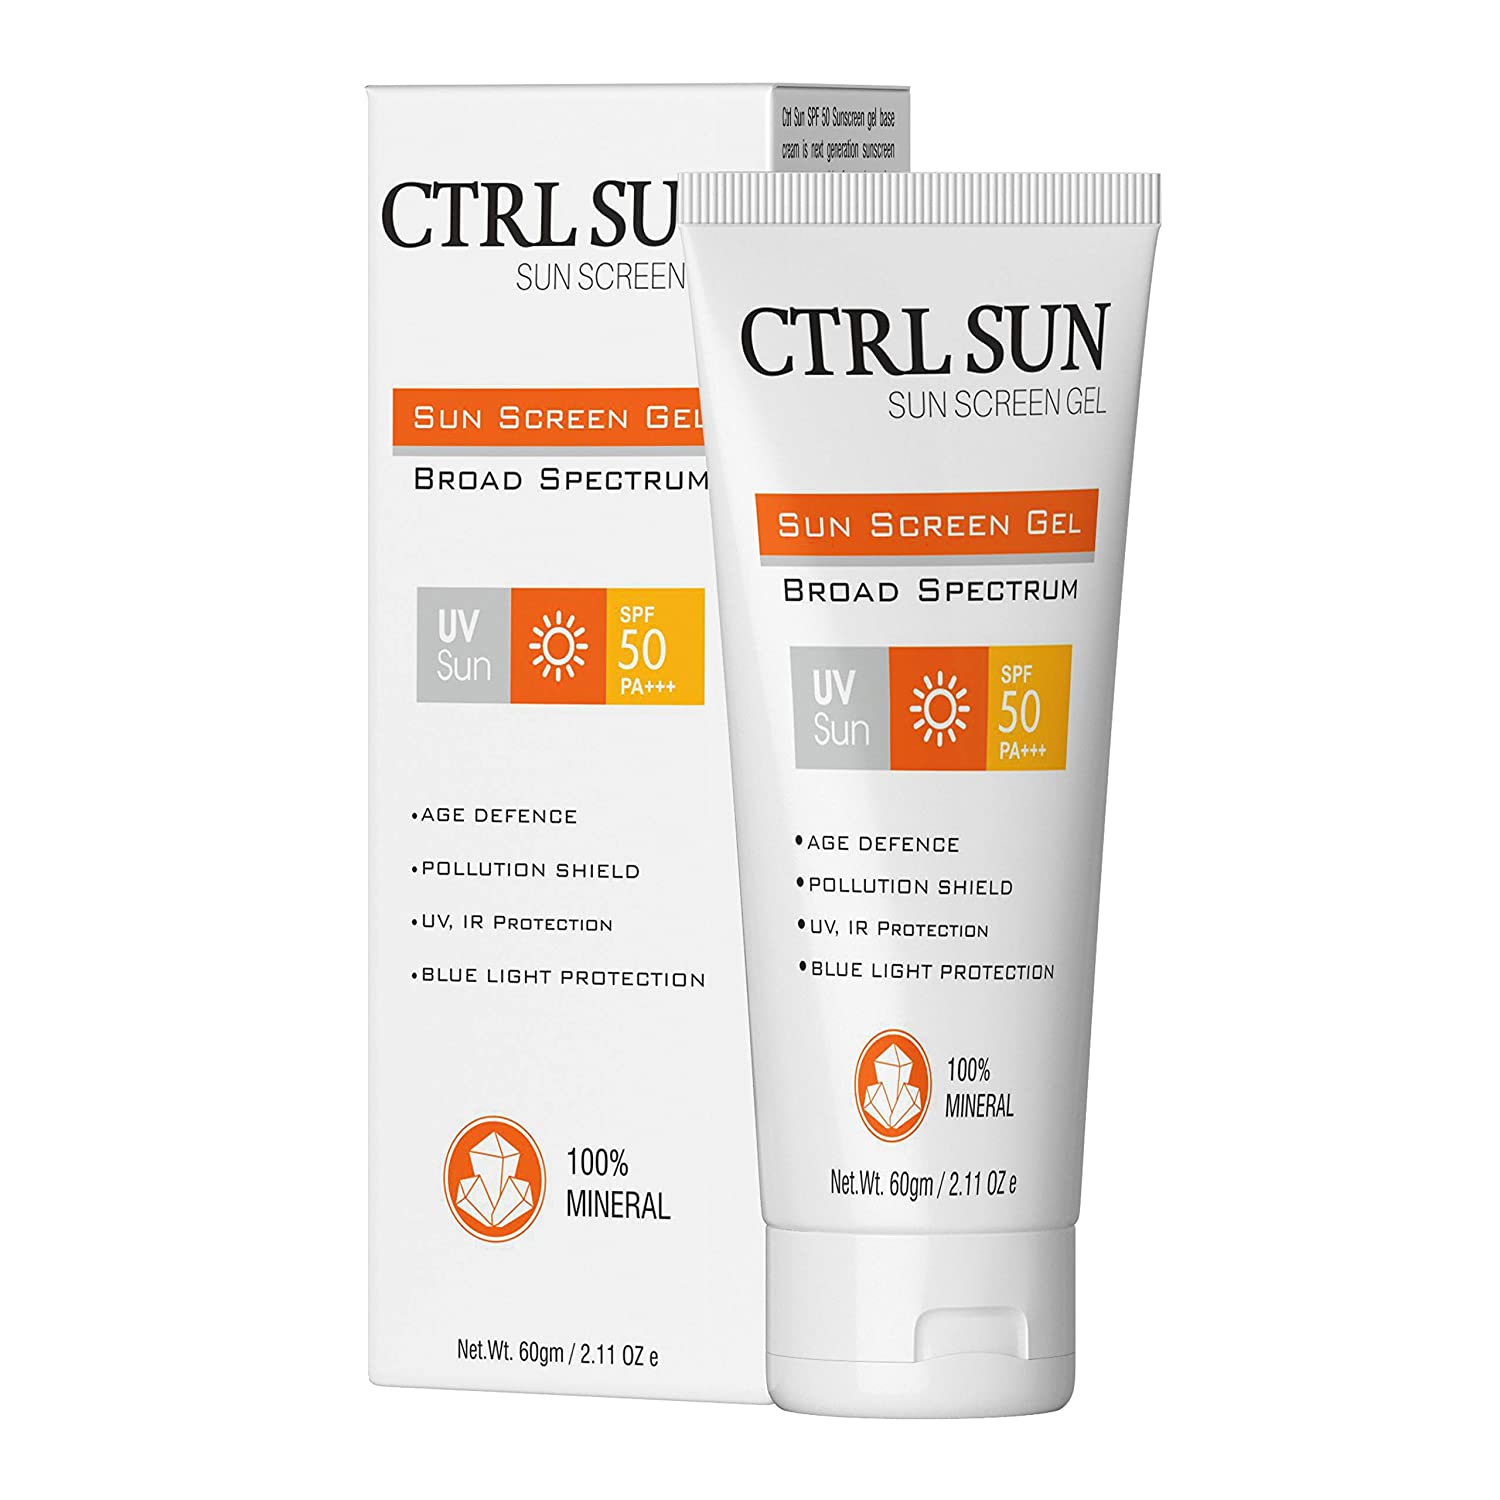 Ctrl Sun SPF 50 Sunscreen gel base
cream is next generation sunscreen
CTRL SU
SUN SCREEN
SUN SCREEN GEL
BROAD SPECTRUM
UV
Sun
SPF
50
PA+++
•AGE DEFENCE
•POLLUTION SHIELD
•UV, IR PROTECTION
•BLUE LIGHT PROTECTION
100%
MINERAL
Net.Wt. 60gm / 2.11 OZ e
CTRL SUN
SUN SCREEN GEL
SUN SCREEN GEL
BROAD SPECTRUM
UV
Sun
SPF
50
PA+++
•AGE DEFENCE
•POLLUTION SHIELD
•UV, IR PROTECTION
•BLUE LIGHT PROTECTION
100%
MINERAL
Net.Wt. 60gm / 2.11 OZ e